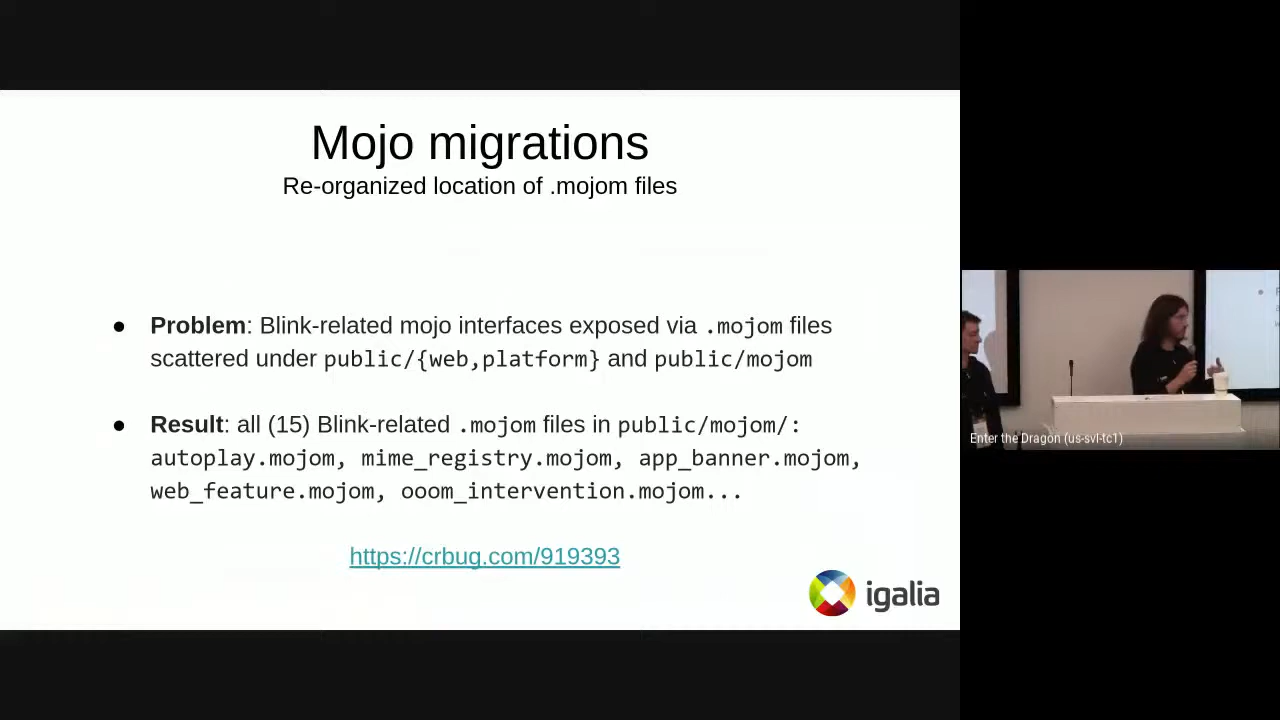 Mojo migrations
Re-organized location of .mojom files
● Problem: Blink-related mojo interfaces exposed via .mojom files
scattered under public/{web,platform} and public/mojom
● Result: all (15) Blink-related .mojom files in public/mojom/:
autoplay.mojom, mime_registry.mojom, app_banner.mojom,
web_feature.mojom, ooom_intervention.mojom...
https://crbug.com/919393
igalia
Enter the Dragon (us-svl-tc1)